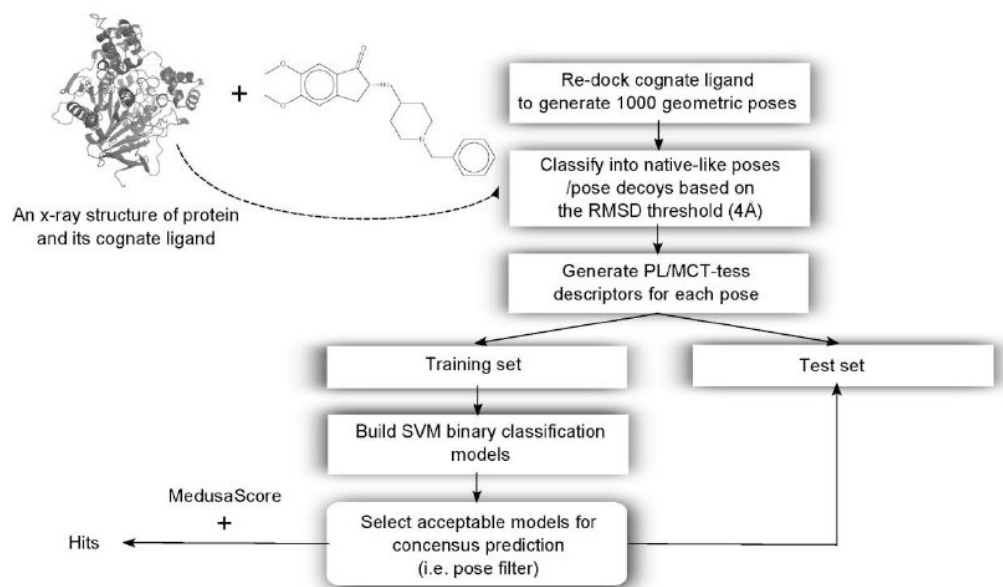 +
O
O
O
N
An x-ray structure of protein
and its cognate ligand
Re-dock cognate ligand
to generate 1000 geometric poses
Classify into native-like poses
/pose decoys based on
the RMSD threshold (4Å)
Generate PL/MCT-tess
descriptors for each pose
Training set
Test set
Build SVM binary classification
models
MedusaScore
+
Hits
Select acceptable models for
concensus prediction
(i.e. pose filter)